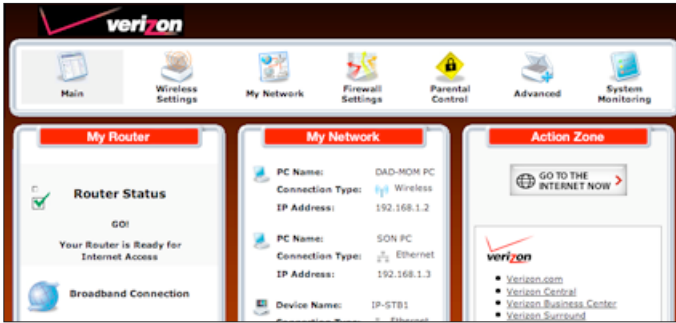 verizon
Main
Wireless
Settings
My Network
Firewall
Settings
Parental
Control
Advanced
System
Monitoring
My Router
Router Status
GO!
Your Router is Ready for
Internet Access
Broadband Connection
My Network
PC Name: DAD-MOM PC
Connection Type: Wireless
IP Address: 192.168.1.2
PC Name: SON PC
Connection Type: Ethernet
IP Address: 192.168.1.3
Device Name: IP-STB1
Connection Type: Ethernet
Action Zone
GO TO THE
INTERNET NOW
verizon
Verizon.com
Verizon Central
Verizon Business Center
Verizon Surround